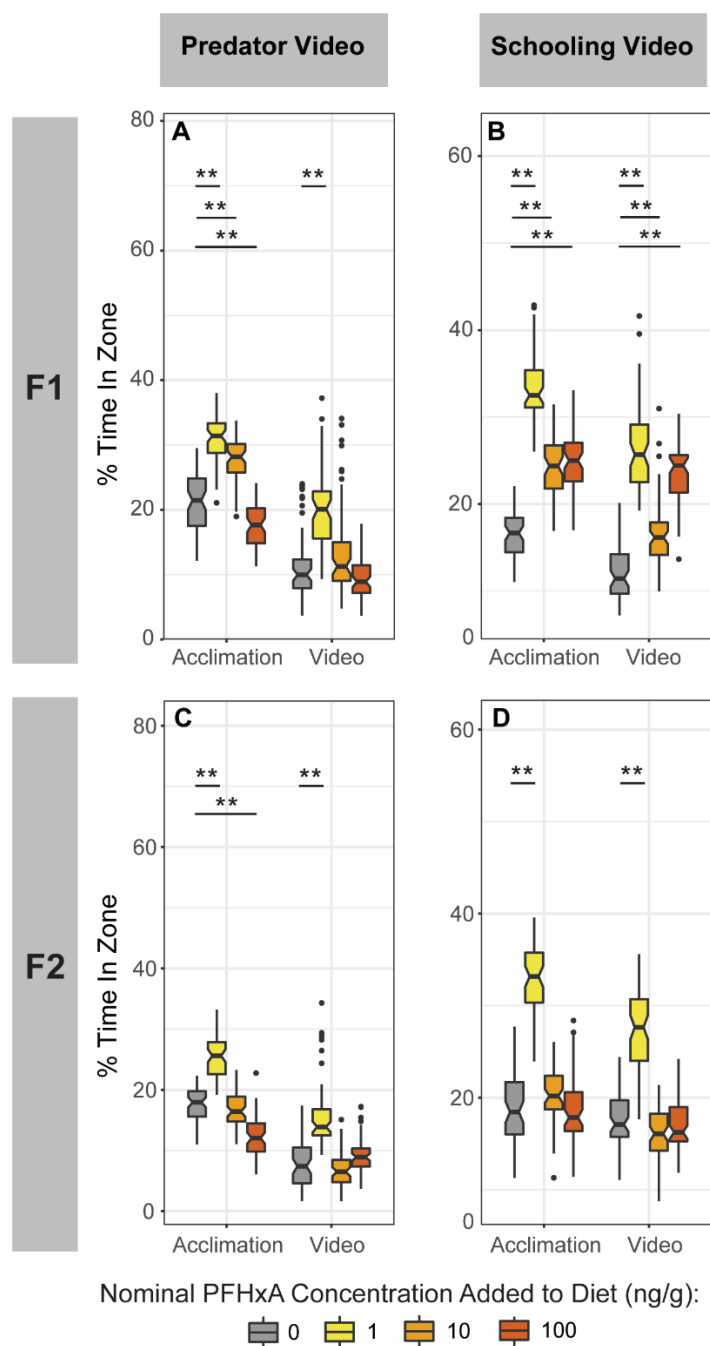 Predator Video
Schooling Video
F1
% Time In Zone
A
80
60
40
20
0
**
**
**
**
Acclimation
Video
B
60
40
20
0
**
**
**
**
**
**
Acclimation
Video
F2
% Time In Zone
C
80
60
40
20
0
**
**
**
Acclimation
Video
D
60
40
20
0
**
**
Acclimation
Video
Nominal PFHxA Concentration Added to Diet (ng/g):
0 1 10 100